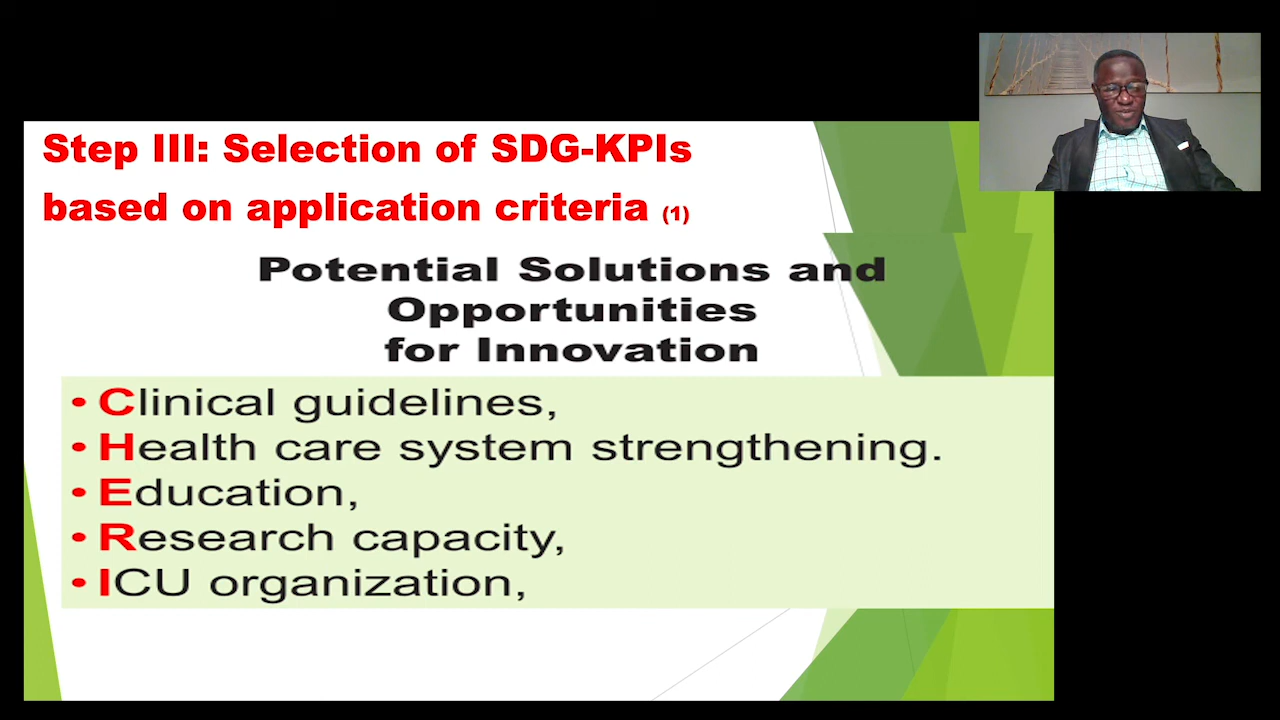 Step III: Selection of SDG-KPIs
based on application criteria (1)
Potential Solutions and
Opportunities
for Innovation
• Clinical guidelines,
• Health care system strengthening.
• Education,
• Research capacity,
• ICU organization,